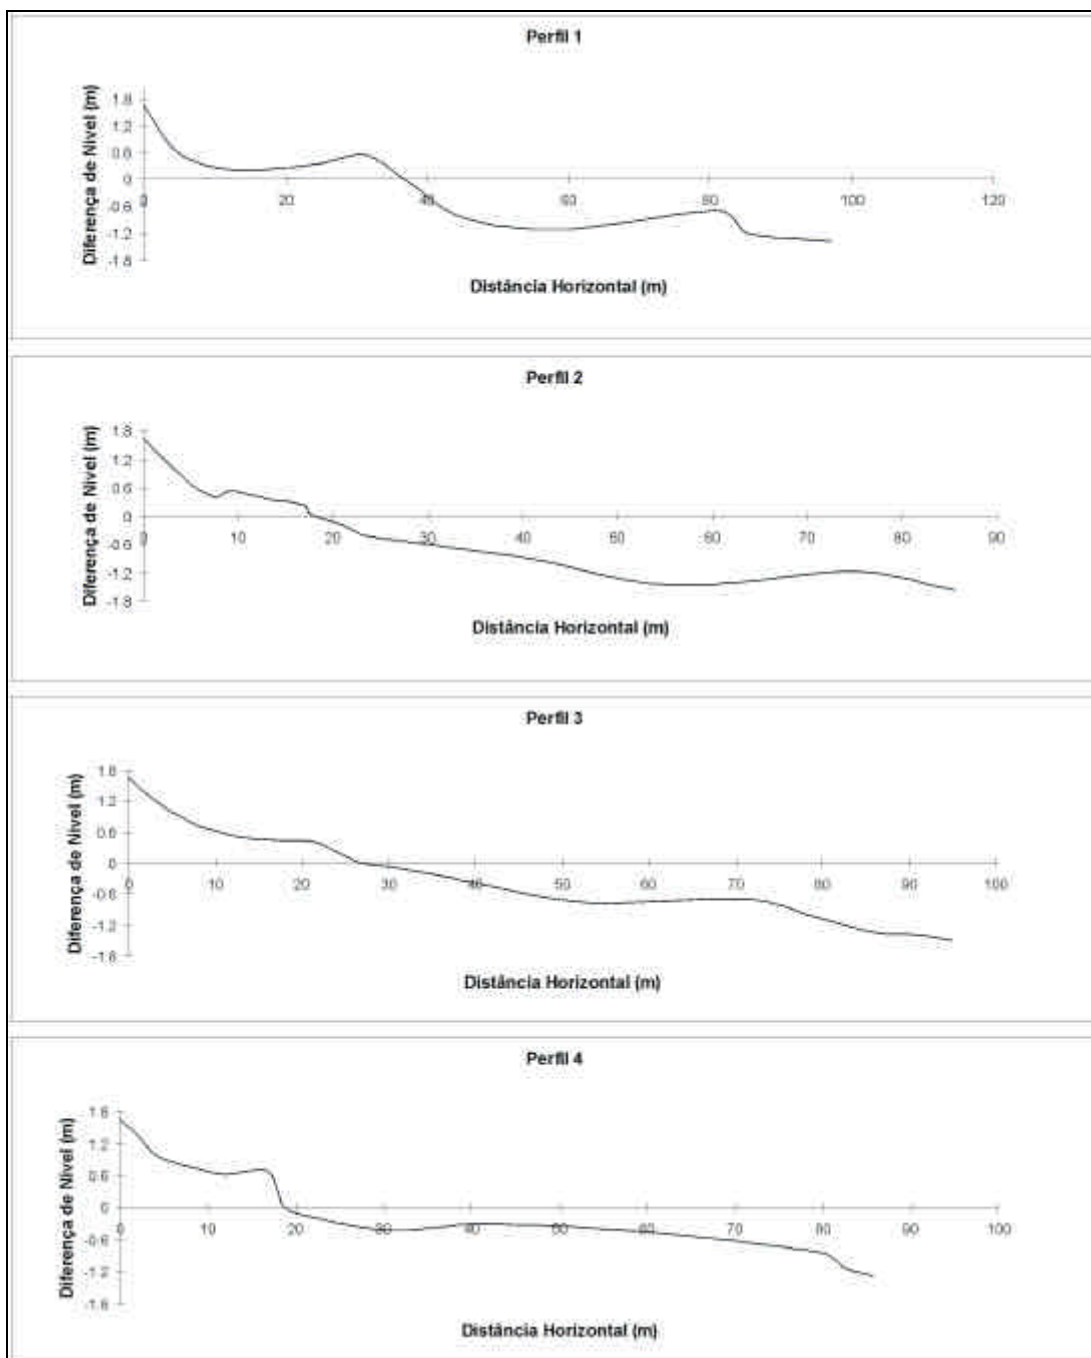 Perfil 1
Diferença de Nivel (m)
1.8
1.2
0.6
0
-0.6
-1.2
-1.8
0 20 40 60 80 100 120
Distância Horizontal (m)
Perfil 2
Diferença de Nivel (m)
1.8
1.2
0.6
0
-0.6
-1.2
-1.8
0 10 20 30 40 50 60 70 80 90
Distância Horizontal (m)
Perfil 3
Diferença de Nivel (m)
1.8
1.2
0.6
0
-0.6
-1.2
-1.8
0 10 20 30 40 50 60 70 80 90 100
Distância Horizontal (m)
Perfil 4
Diferença de Nivel (m)
1.8
1.2
0.6
0
-0.6
-1.2
-1.8
0 10 20 30 40 50 60 70 80 90 100
Distância Horizontal (m)